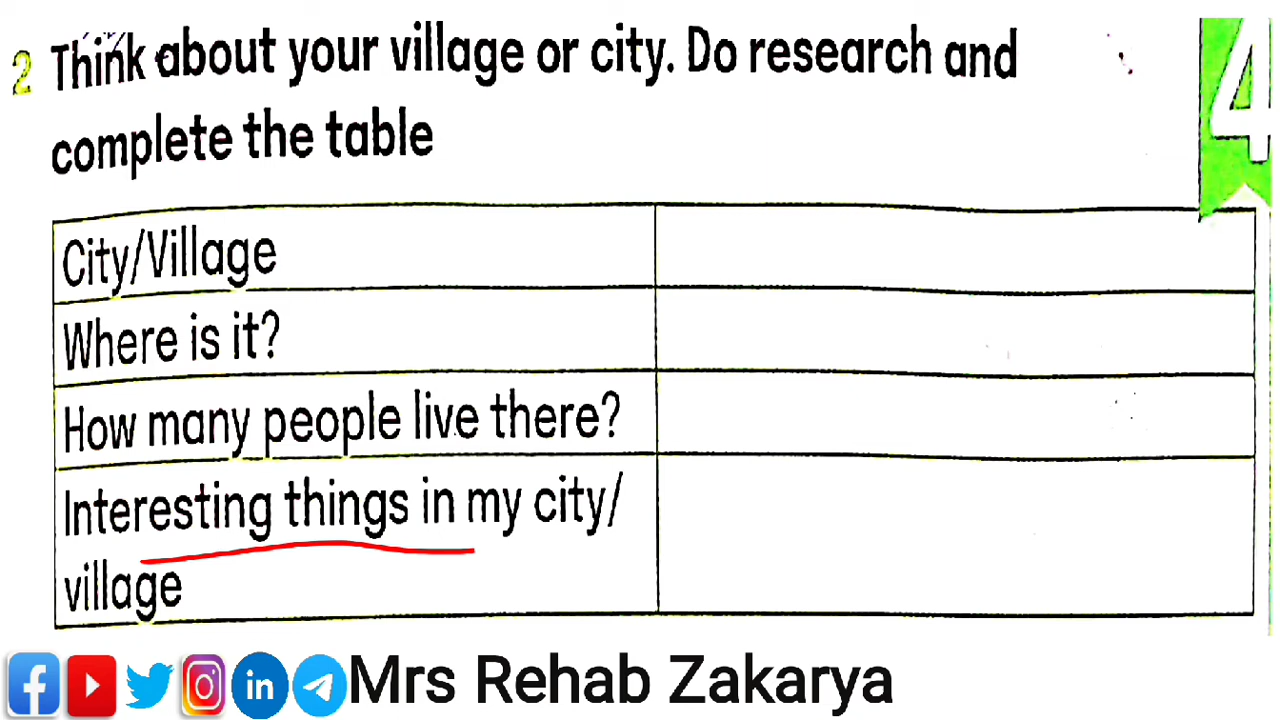 2 Think about your village or city. Do research and
complete the table
4
City/Village
Where is it?
How many people live there?
Interesting things in my city/
village
Mrs Rehab Zakarya